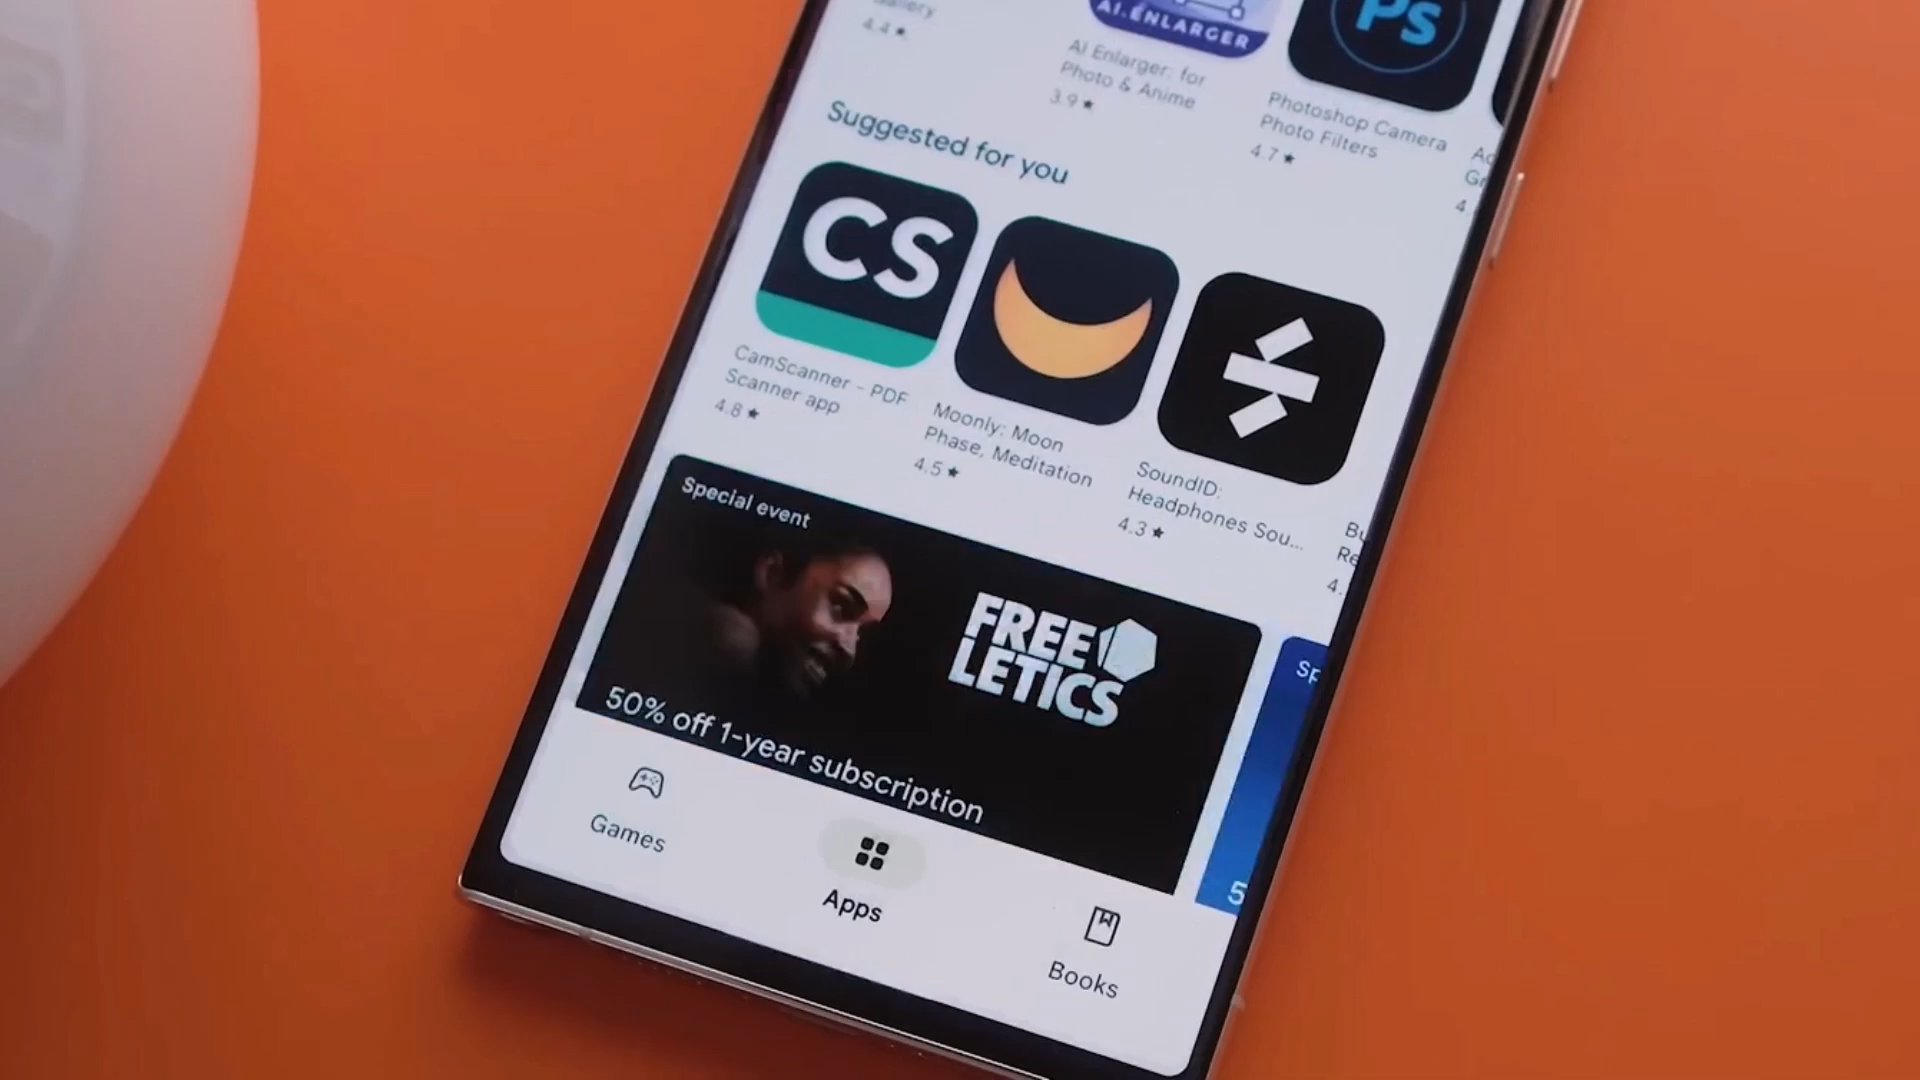 Gallery
4.4 ★
AI.ENLARGER
AI Enlarger: for
Photo & Anime
3.9 ★
Ps
Photoshop Camera
Photo Filters
4.7 ★
Suggested for you
CS
CamScanner - PDF
Scanner app
4.8 ★
Moonly: Moon
Phase, Meditation
4.5 ★
SoundID:
Headphones Sou...
4.3 ★
Special event
FREE
LETICS
50% off 1-year subscription
Games
Apps
Books